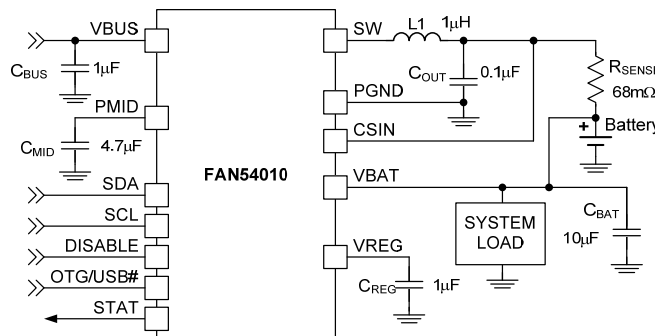 VBUS
C_BUS
1μF
PMID
C_MID
4.7μF
SDA
SCL
DISABLE
OTG/USB#
STAT
FAN54010
SW
L1
1μH
C_OUT
0.1μF
PGND
CSIN
VBAT
VREG
C_REG
1μF
SYSTEM
LOAD
R_SENSE
68mΩ
+
Battery
C_BAT
10μF